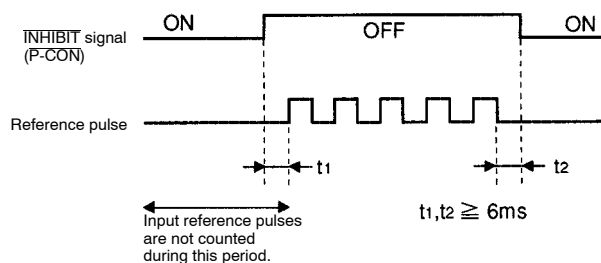 ON
OFF
ON
INHIBIT signal
(P-CON)
Reference pulse
t1
t2
Input reference pulses
are not counted
during this period.
t1,t2 ≧ 6ms